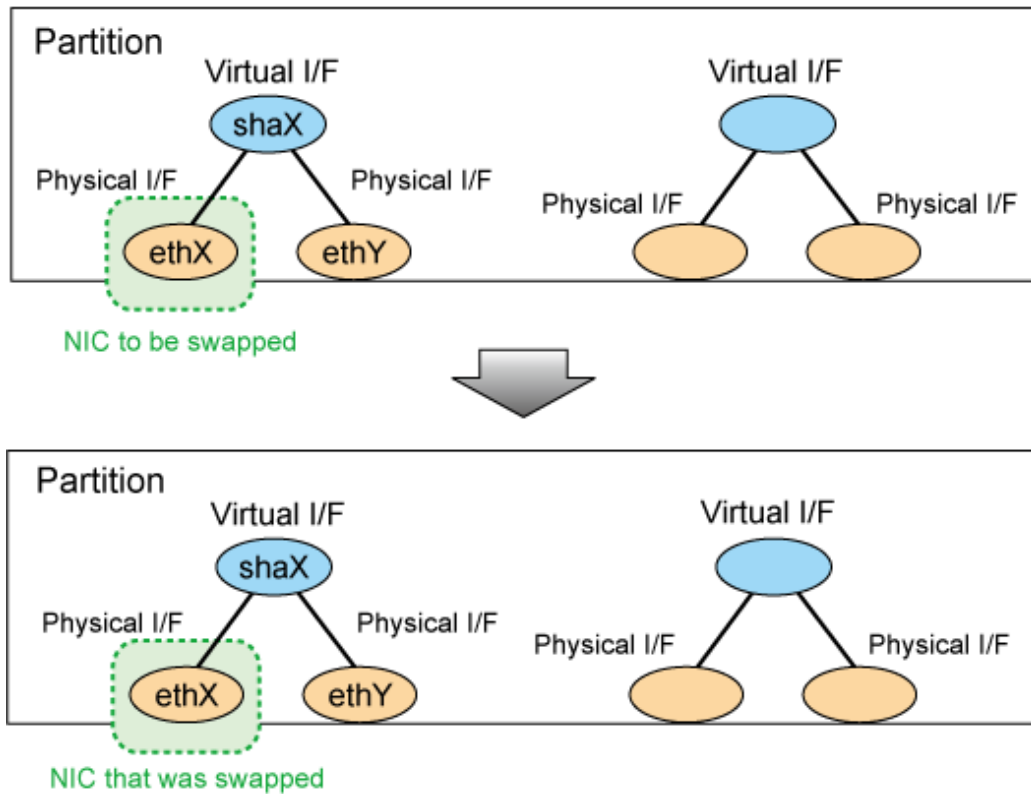 Partition
Virtual I/F
Virtual I/F
shaX
Physical I/F
Physical I/F
Physical I/F
Physical I/F
ethX
ethY
NIC to be swapped
Partition
Virtual I/F
Virtual I/F
shaX
Physical I/F
Physical I/F
Physical I/F
Physical I/F
ethX
ethY
NIC that was swapped